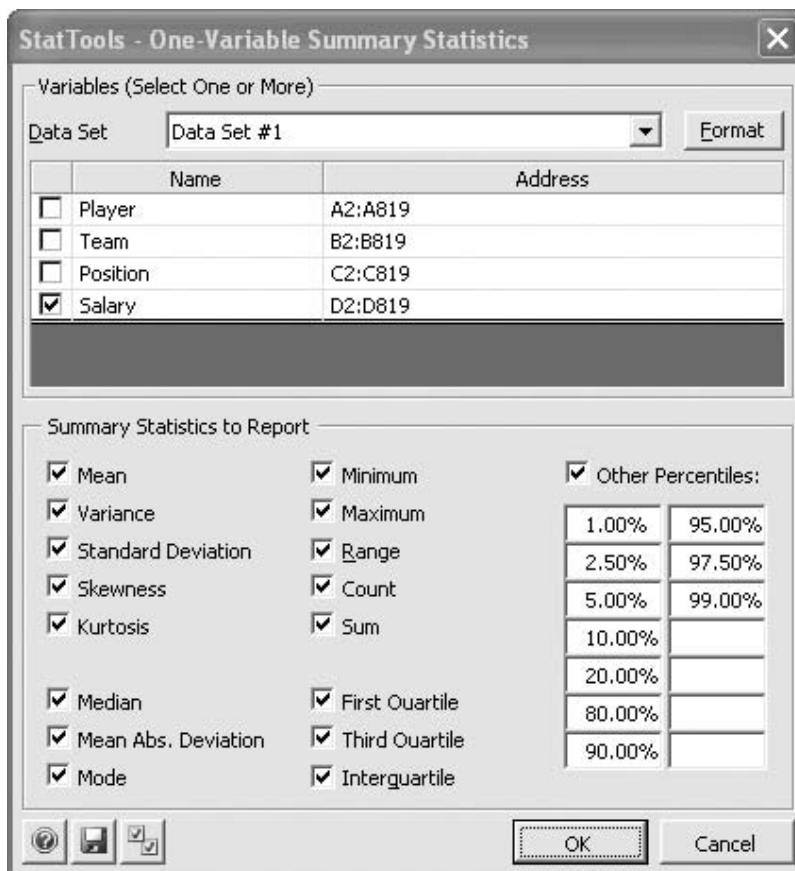 StatTools - One-Variable Summary Statistics
Variables (Select One or More)
Data Set Data Set #1 Format
Name Address
Player A2:A819
Team B2:B819
Position C2:C819
Salary D2:D819
Summary Statistics to Report
Mean Minimum Other Percentiles:
Variance Maximum 1.00% 95.00%
Standard Deviation Range 2.50% 97.50%
Skewness Count 5.00% 99.00%
Kurtosis Sum 10.00%
20.00%
Median First Quartile 80.00%
Mean Abs. Deviation Third Quartile 90.00%
Mode Interquartile
OK Cancel